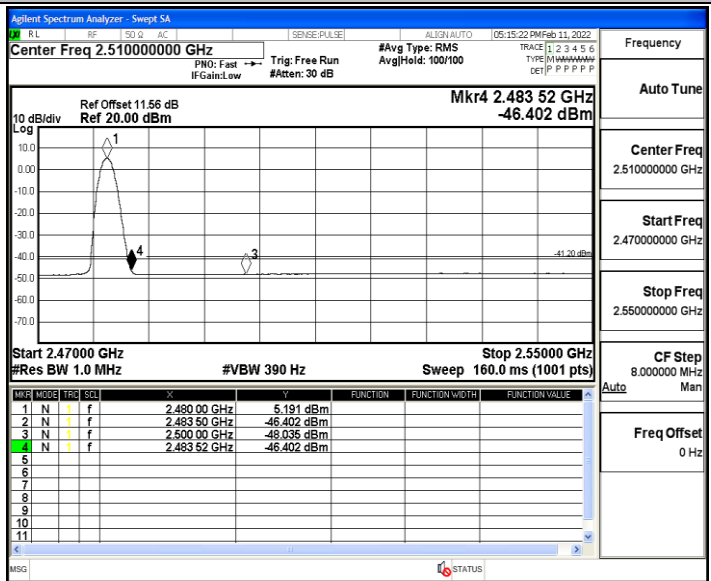 Agilent Spectrum Analyzer - Swept SA
LXI RL RF 50 Ω AC SENSE:PULSE ALIGN AUTO 05:15:22 PM Feb 11, 2022
Center Freq 2.510000000 GHz #Avg Type: RMS TRACE 1 2 3 4 5 6 Frequency
PNO: Fast Trig: Free Run Avg|Hold: 100/100 TYPE M WWWWW
IFGain:Low #Atten: 30 dB DET P P P P P P
Auto Tune
Ref Offset 11.56 dB Mkr4 2.483 52 GHz
10 dB/div Ref 20.00 dBm -46.402 dBm
Log
10.0
0.00
-10.0
-20.0
-30.0
-40.0
-50.0
-60.0
-70.0
1
4
3
-41.20 dBm
Center Freq
2.510000000 GHz
Start Freq
2.470000000 GHz
Stop Freq
2.550000000 GHz
Start 2.47000 GHz Stop 2.55000 GHz
#Res BW 1.0 MHz #VBW 390 Hz Sweep 160.0 ms (1001 pts)
CF Step
8.000000 MHz
Auto Man
Freq Offset
0 Hz
MKR MODE TRC SCL X Y FUNCTION FUNCTION WIDTH FUNCTION VALUE
1 N 1 f 2.480 00 GHz 5.191 dBm
2 N 1 f 2.483 50 GHz -46.402 dBm
3 N 1 f 2.500 00 GHz -48.035 dBm
4 N 1 f 2.483 52 GHz -46.402 dBm
5
6
7
8
9
10
11
MSG STATUS